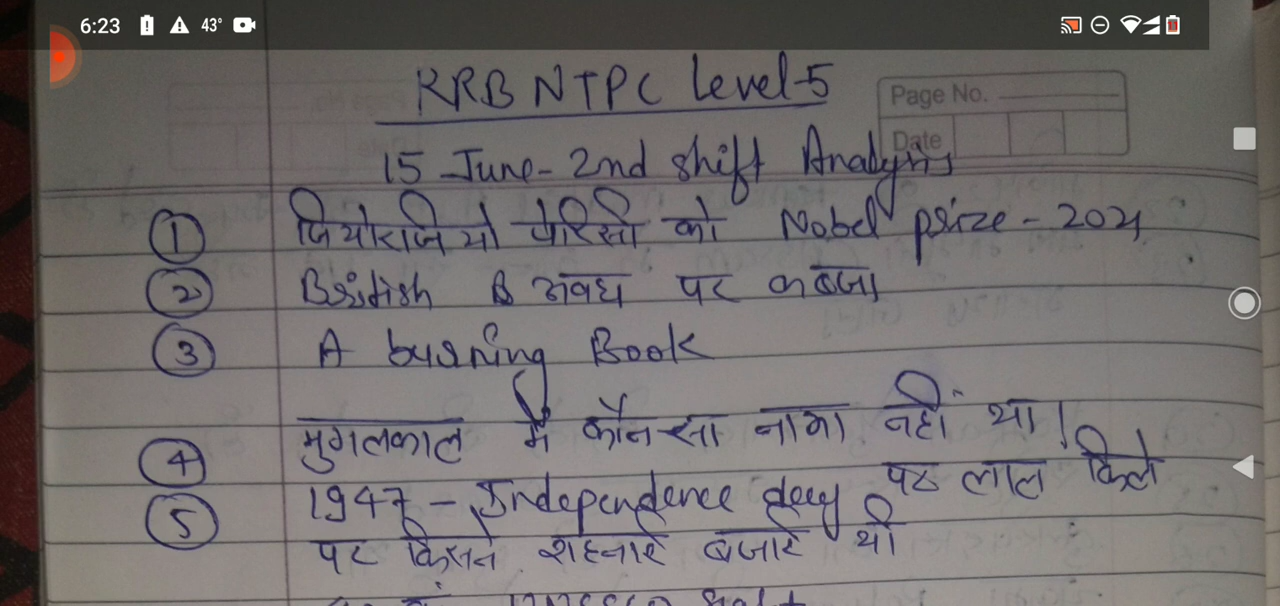 6:23 43°
RRB NTPC Level-5
Page No.
Date
15 June - 2nd shift Analysis
1 जियोराजियो पेरिसी को Nobel prize - 2021
2 British अवध पर कब्जा
3 A burning Book
4 मुगलकाल में कौन सा नामा नहीं था।
5 1947 - Independence day पर लाल किले
पर किसने शहनाई बजाई थी